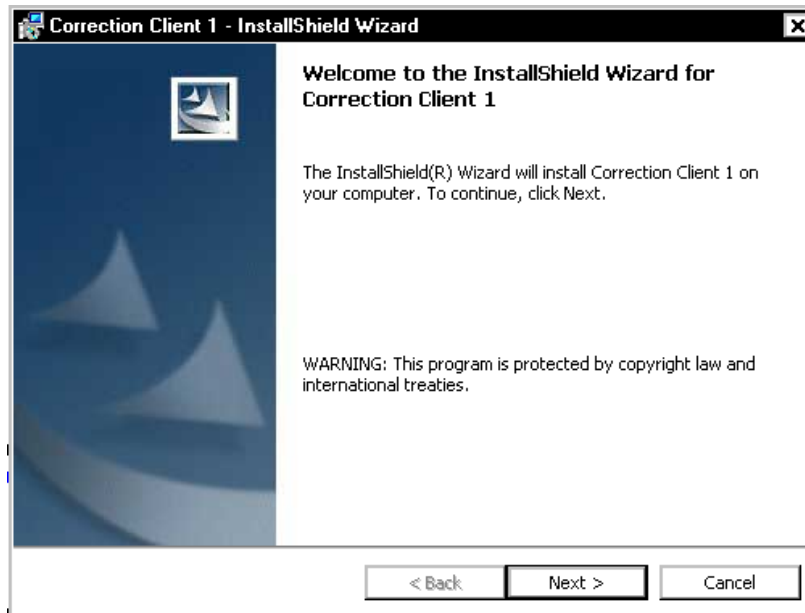 Correction Client 1 - InstallShield Wizard
Welcome to the InstallShield Wizard for
Correction Client 1
The InstallShield(R) Wizard will install Correction Client 1 on
your computer. To continue, click Next.
WARNING: This program is protected by copyright law and
international treaties.
< Back
Next >
Cancel